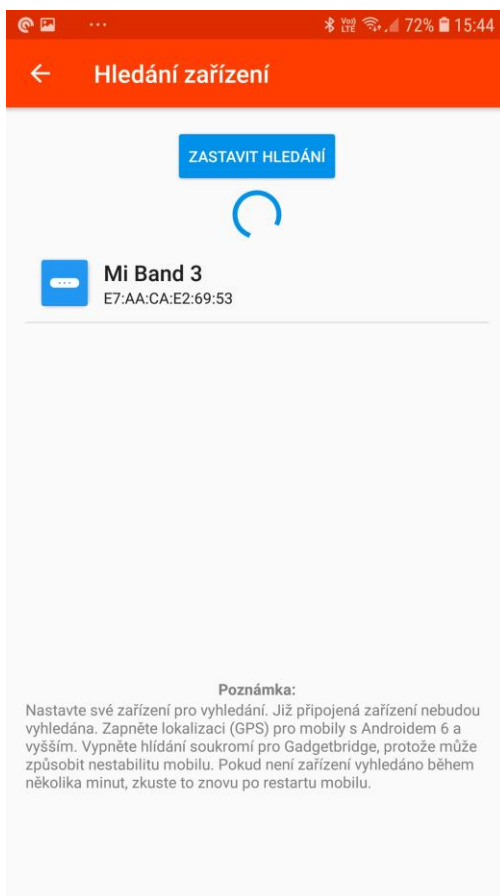 ... Vo)) LTE 72% 15:44
Hledání zařízení
ZASTAVIT HLEDÁNÍ
Mi Band 3
E7:AA:CA:E2:69:53
Poznámka:
Nastavte své zařízení pro vyhledání. Již připojená zařízení nebudou
vyhledána. Zapněte lokalizaci (GPS) pro mobily s Androidem 6 a
vyšším. Vypněte hlídání soukromí pro Gadgetbridge, protože může
způsobit nestabilitu mobilu. Pokud není zařízení vyhledáno během
několika minut, zkuste to znovu po restartu mobilu.